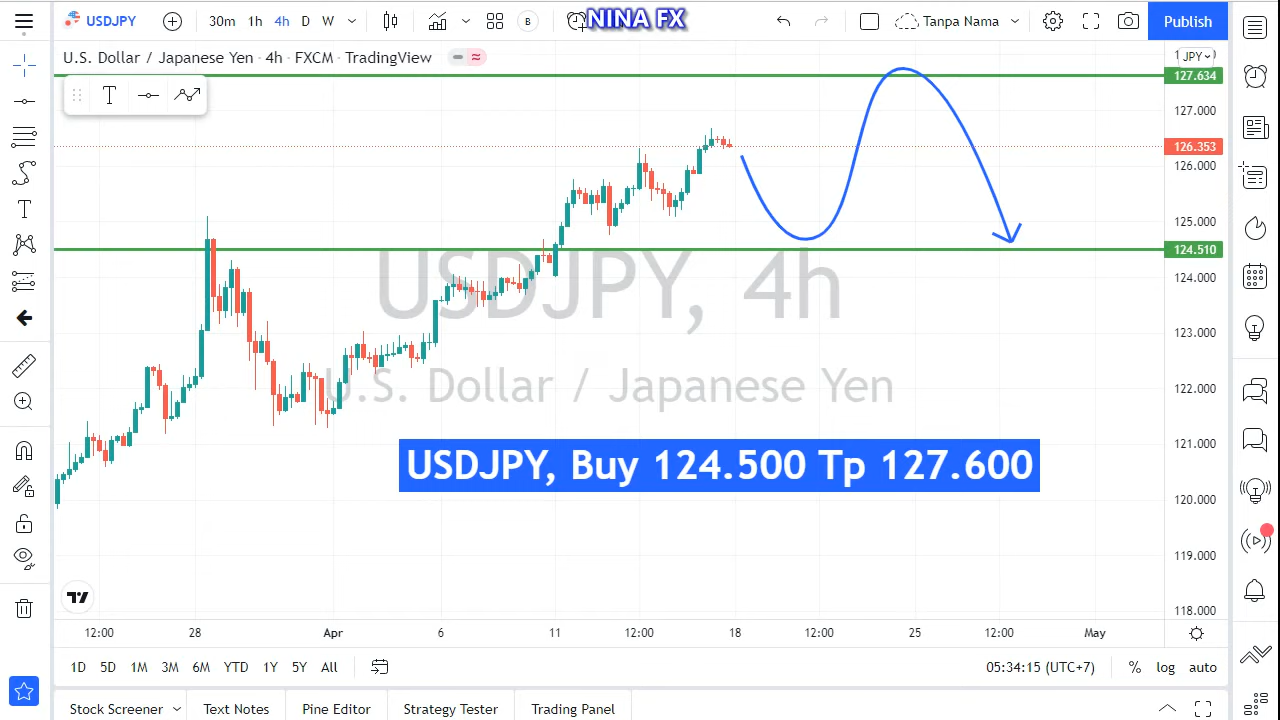 USDJPY
30m 1h 4h D W
B
NINA FX
Tanpa Nama
Publish
U.S. Dollar / Japanese Yen · 4h · FXCM · TradingView
JPY
127.634
127.000
126.353
126.000
125.000
124.510
124.000
123.000
122.000
121.000
120.000
119.000
118.000
T
T
USDJPY, 4h
U.S. Dollar / Japanese Yen
USDJPY, Buy 124.500 Tp 127.600
12:00 28 Apr 6 11 12:00 18 12:00 25 12:00 May
1D 5D 1M 3M 6M YTD 1Y 5Y All
05:34:15 (UTC+7) % log auto
Stock Screener Text Notes Pine Editor Strategy Tester Trading Panel